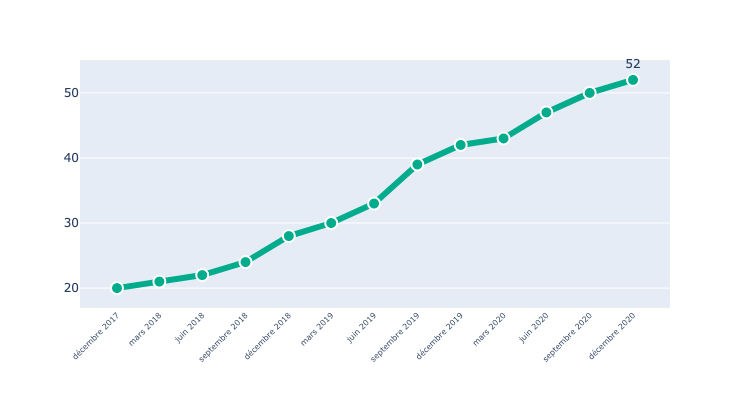 52
50
40
30
20
décembre 2017
mars 2018
juin 2018
septembre 2018
décembre 2018
mars 2019
juin 2019
septembre 2019
décembre 2019
mars 2020
juin 2020
septembre 2020
décembre 2020